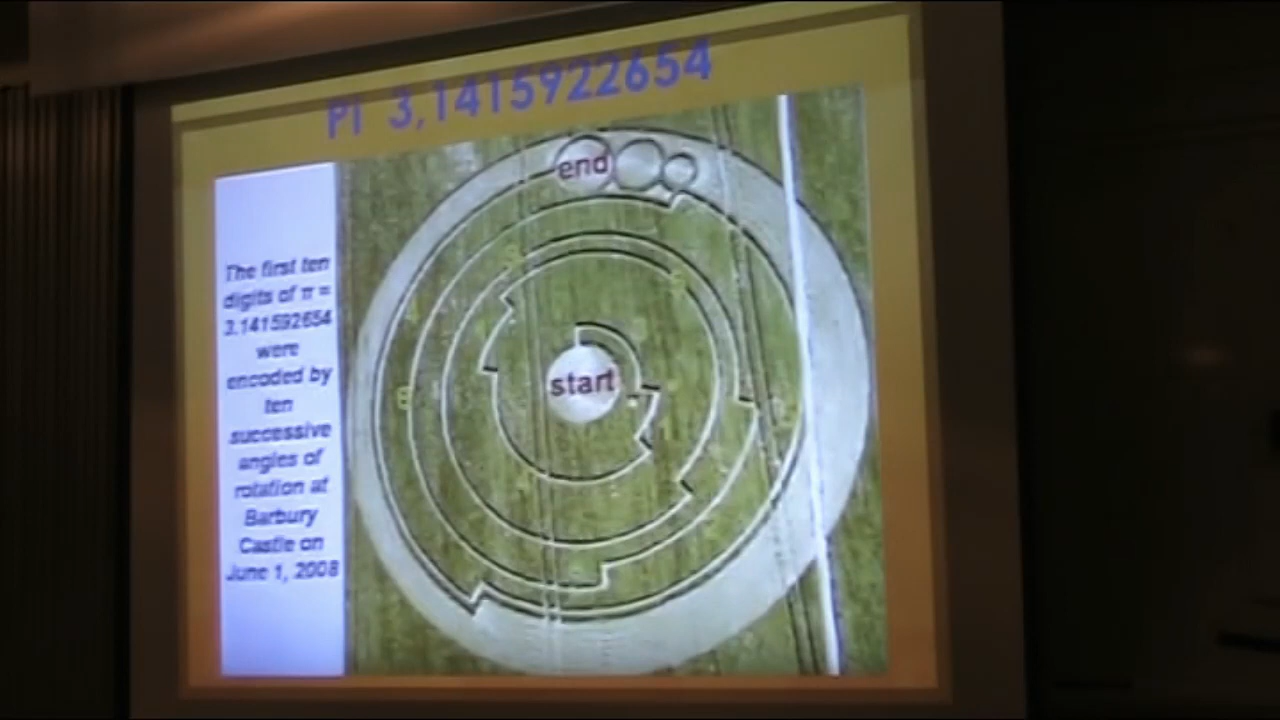 PI 3,1415922654
end
start
The first ten
digits of π =
3.141592654
were
encoded by
ten
successive
angles of
rotation at
Barbury
Castle on
June 1, 2008